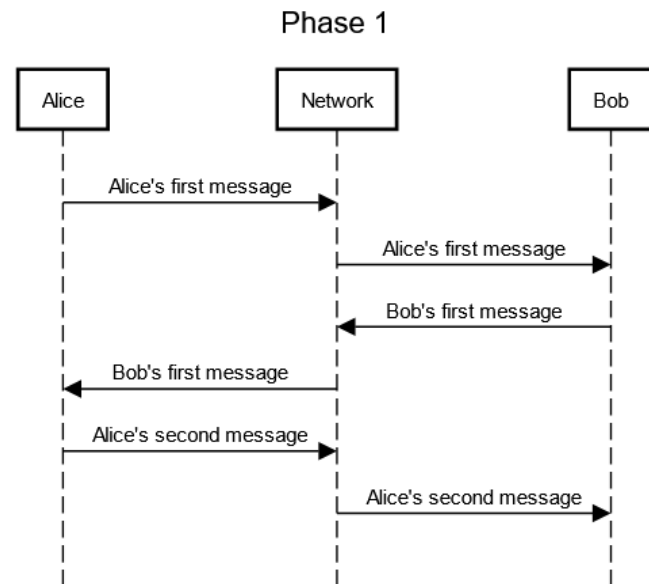 Phase 1
Alice
Network
Bob
Alice's first message
Alice's first message
Bob's first message
Bob's first message
Alice's second message
Alice's second message